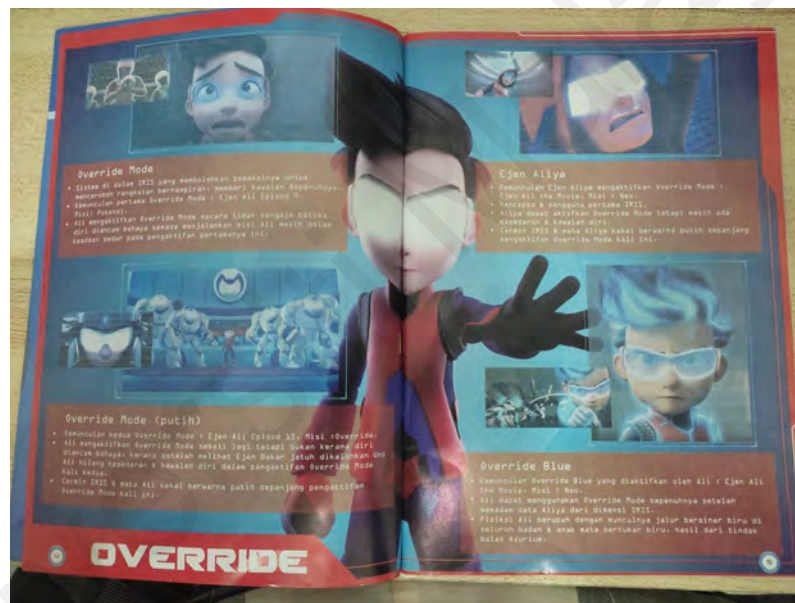 Override Mode
• Sistem di dalam IRIS yang membolehkan pemakainya untuk
menceroboh rangkaian berhampiran, memberi kawalan sepenuhnya.
• Kemunculan pertama Override Mode : Ejen Ali Episod
Misi: Potensi.
• Ali mengaktifkan Override Mode secara tidak sengaja ketika
diri diancam bahaya semasa menjalankan misi Ali masih dalam
keadaan sedar pada pengaktifan pertamanya ini.
Override Mode (putih)
• Kemunculan kedua Override Mode : Ejen Ali Episod 13, Misi :Override.
• Ali mengaktifkan Override Mode sekali lagi tetapi bukan kerana diri
diancam bahaya, kerana setelah melihat Ejen Bakar jatuh dikalahkan Uno
Ali hilang kesedaran & kawalan diri dalam pengaktifan Override Mode
kali kedua.
• Cermin IRIS & mata Ali kekal berwarna putih sepanjang pengaktifan
Override Mode kali ini.
OVERRIDE
Ejen Aliya
• Kemunculan Ejen Aliya mengaktifkan Override Mode :
Ejen Ali the Movie, Misi : Neo.
• Pencipta & pengguna pertama IRIS.
• Aliya dapat aktifkan Override Mode tetapi masih ada
kesedaran & kawalan diri.
• Cermin IRIS & mata Aliya kekal berwarna putih sepanjang
pengaktifan Override Mode kali ini.
Override Blue
• Kemunculan Override Blue yang diaktifkan oleh Ali : Ejen Ali
the Movie, Misi : Neo.
• Ali dapat menggunakan Override Mode sepenuhnya setelah
memadam data Aliya dari dimensi IRIS.
• Fizikal Ali berubah dengan munculnya jalur bersinar biru di
seluruh badan & anak mata bertukar biru, hasil dari tindak
balas Azurium.